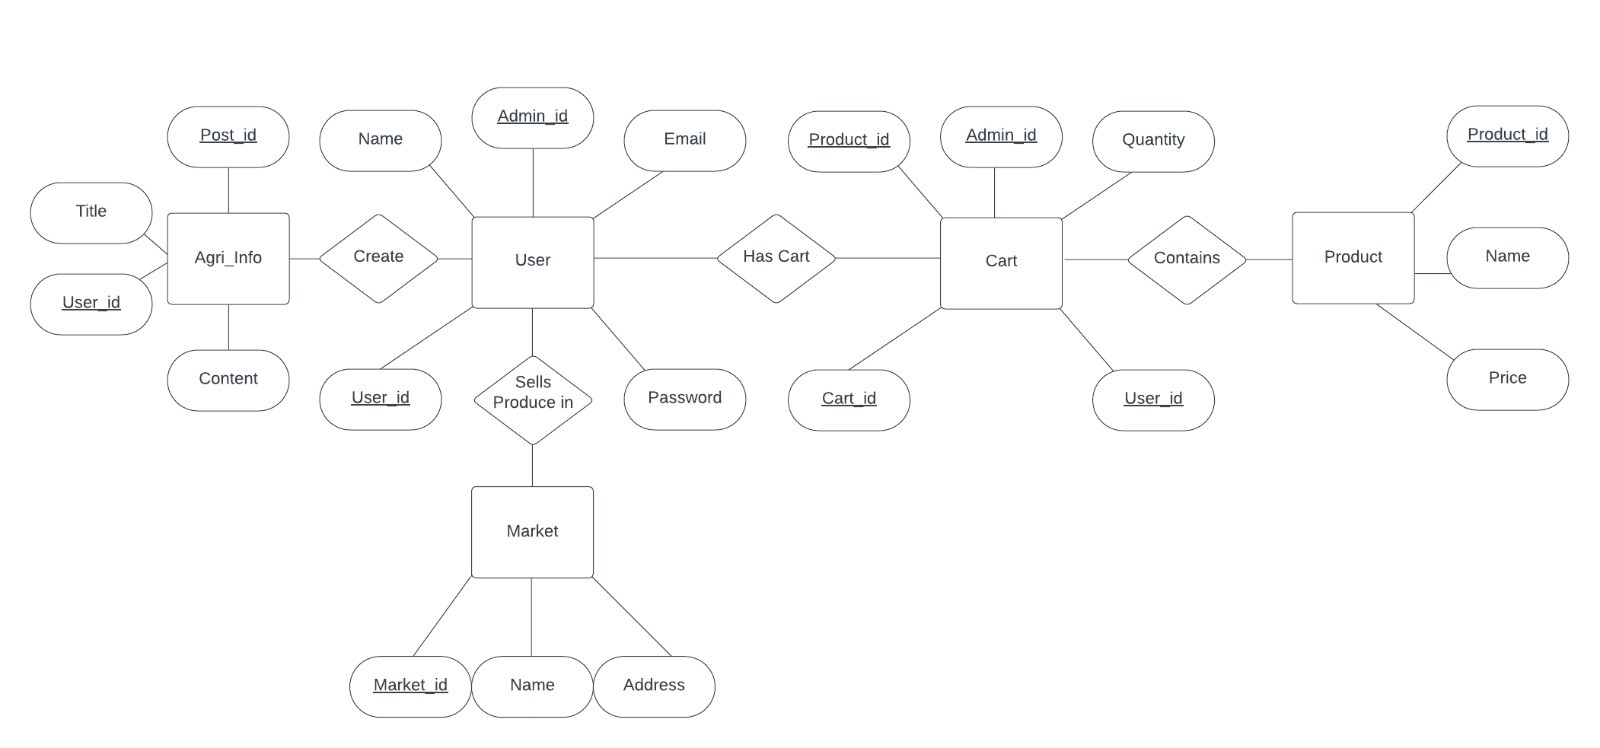 Admin_id
Post_id
Name
Email
Product_id
Admin_id
Quantity
Product_id
Title
Agri_Info
Create
User
Has Cart
Cart
Contains
Product
Name
User_id
Content
User_id
Sells
Produce in
Password
Cart_id
User_id
Price
Market
Market_id
Name
Address